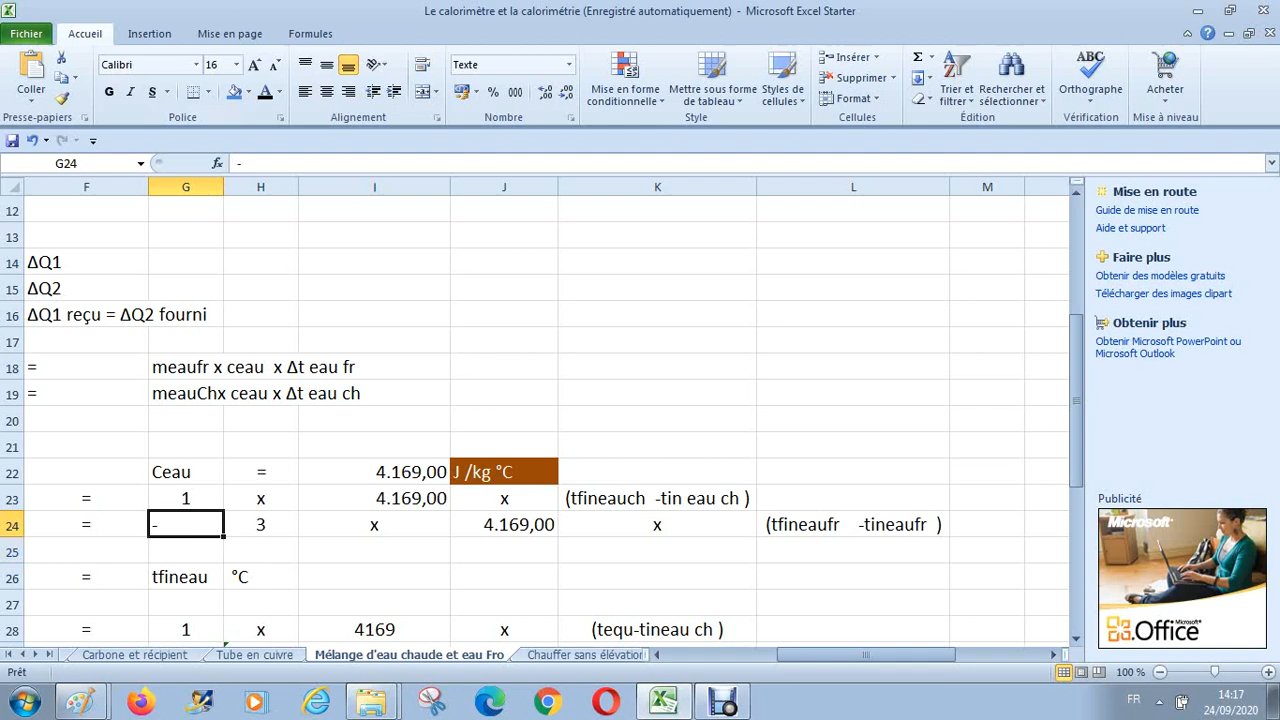 Le calorimètre et la calorimétrie (Enregistré automatiquement) - Microsoft Excel Starter
Fichier Accueil Insertion Mise en page Formules
Coller
Calibri 16
G I S A
Texte
% 000
Mise en forme conditionnelle
Mettre sous forme de tableau
Styles de cellules
Insérer
Supprimer
Format
Σ
Trier et filtrer
Rechercher et sélectionner
ABC
Orthographe
Acheter
Presse-papiers Police Alignement Nombre Style Cellules Édition Vérification Mise à niveau
G24 fx -
F G H I J K L M
12
13
14 ΔQ1
15 ΔQ2
16 ΔQ1 reçu = ΔQ2 fourni
17
18 = meaufr x ceau x Δt eau fr
19 = meauChx ceau x Δt eau ch
20
21
22 Ceau = 4.169,00 J /kg °C
23 = 1 x 4.169,00 x (tfineauch -tin eau ch )
24 = - 3 x 4.169,00 x (tfineaufr -tineaufr )
25
26 = tfineau °C
27
28 = 1 x 4169 x (tequ-tineau ch )
Mise en route
Guide de mise en route
Aide et support
Faire plus
Obtenir des modèles gratuits
Télécharger des images clipart
Obtenir plus
Obtenir Microsoft PowerPoint ou
Microsoft Outlook
Publicité
Microsoft
Office
Carbone et récipient Tube en cuivre Mélange d'eau chaude et eau Fro Chauffer sans élévation
Prêt 100 %
FR
14:17
24/09/2020